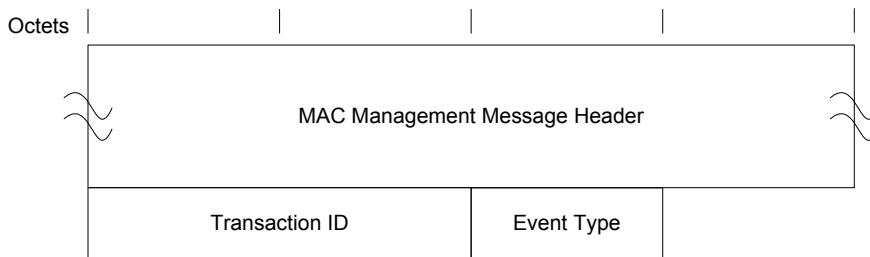 Octets
MAC Management Message Header
Transaction ID
Event Type